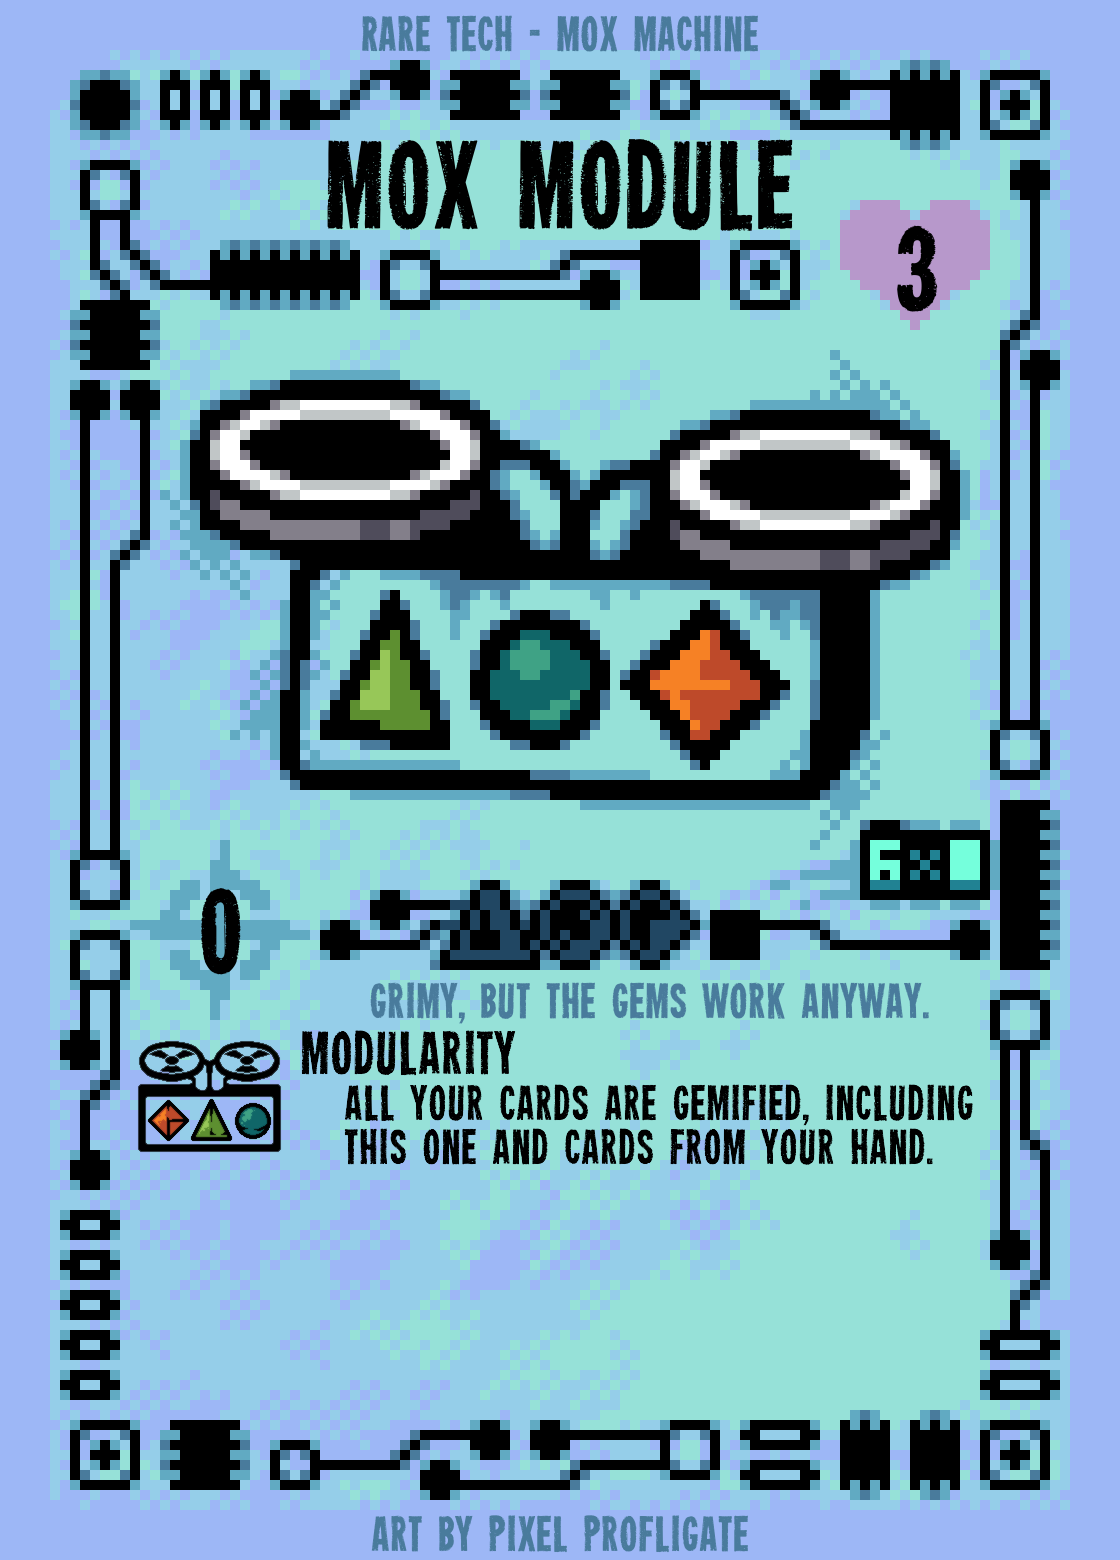 RARE TECH - MOX MACHINE
MOX MODULE
3
6×
0
GRIMY, BUT THE GEMS WORK ANYWAY.
MODULARITY
ALL YOUR CARDS ARE GEMIFIED, INCLUDING
THIS ONE AND CARDS FROM YOUR HAND.
ART BY PIXEL PROFLIGATE